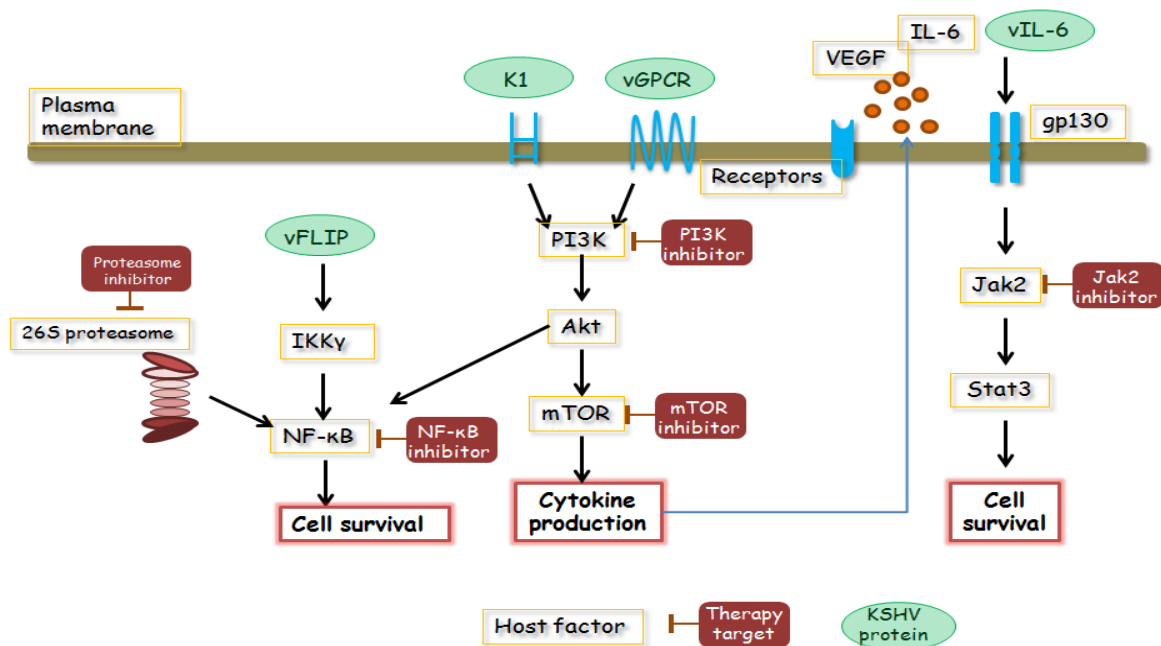 IL-6
vIL-6
VEGF
K1
vGPCR
Plasma
membrane
gp130
Receptors
vFLIP
PI3K
PI3K
inhibitor
Proteasome
inhibitor
Jak2
Jak2
inhibitor
26S proteasome
IKKγ
Akt
Stat3
mTOR
mTOR
inhibitor
NF-κB
NF-κB
inhibitor
Cell survival
Cytokine
production
Cell
survival
Host factor
Therapy
target
KSHV
protein